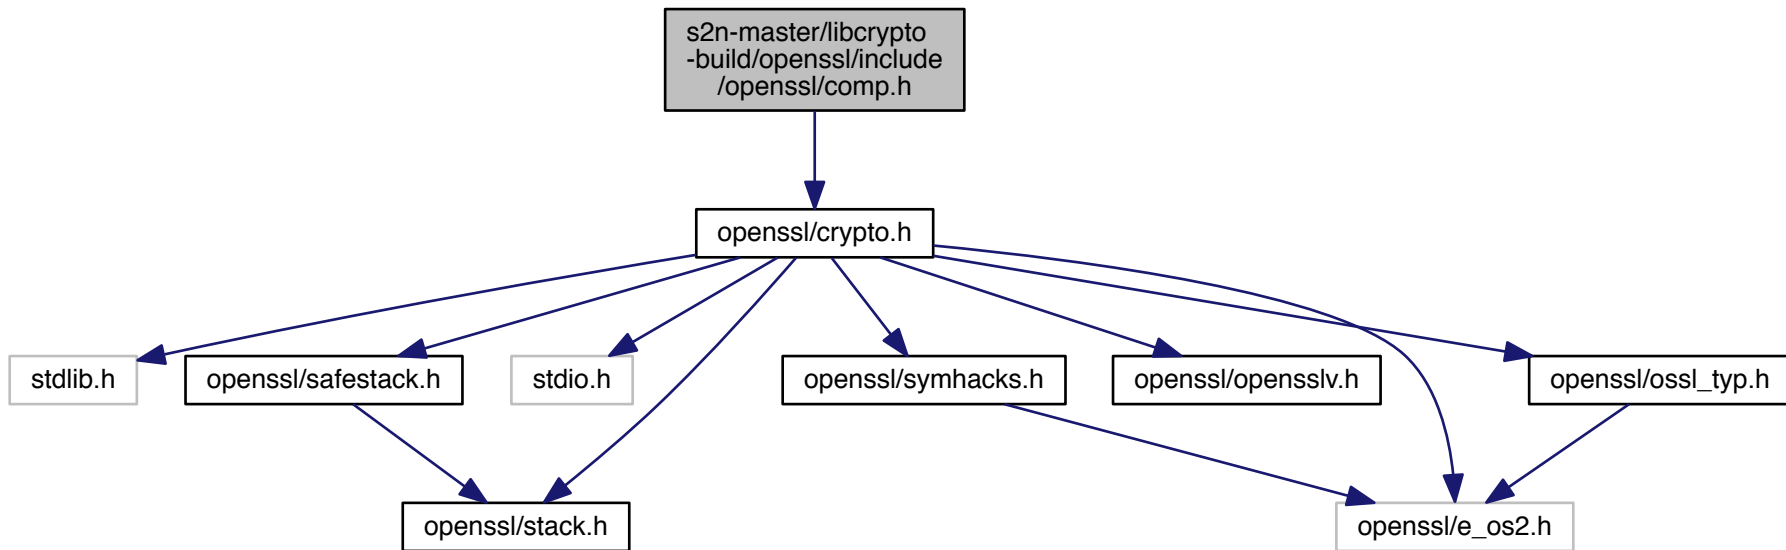 s2n-master/libcrypto
-build/openssl/include
/openssl/comp.h
openssl/crypto.h
stdlib.h
openssl/safestack.h
stdio.h
openssl/symhacks.h
openssl/opensslv.h
openssl/ossl_typ.h
openssl/stack.h
openssl/e_os2.h